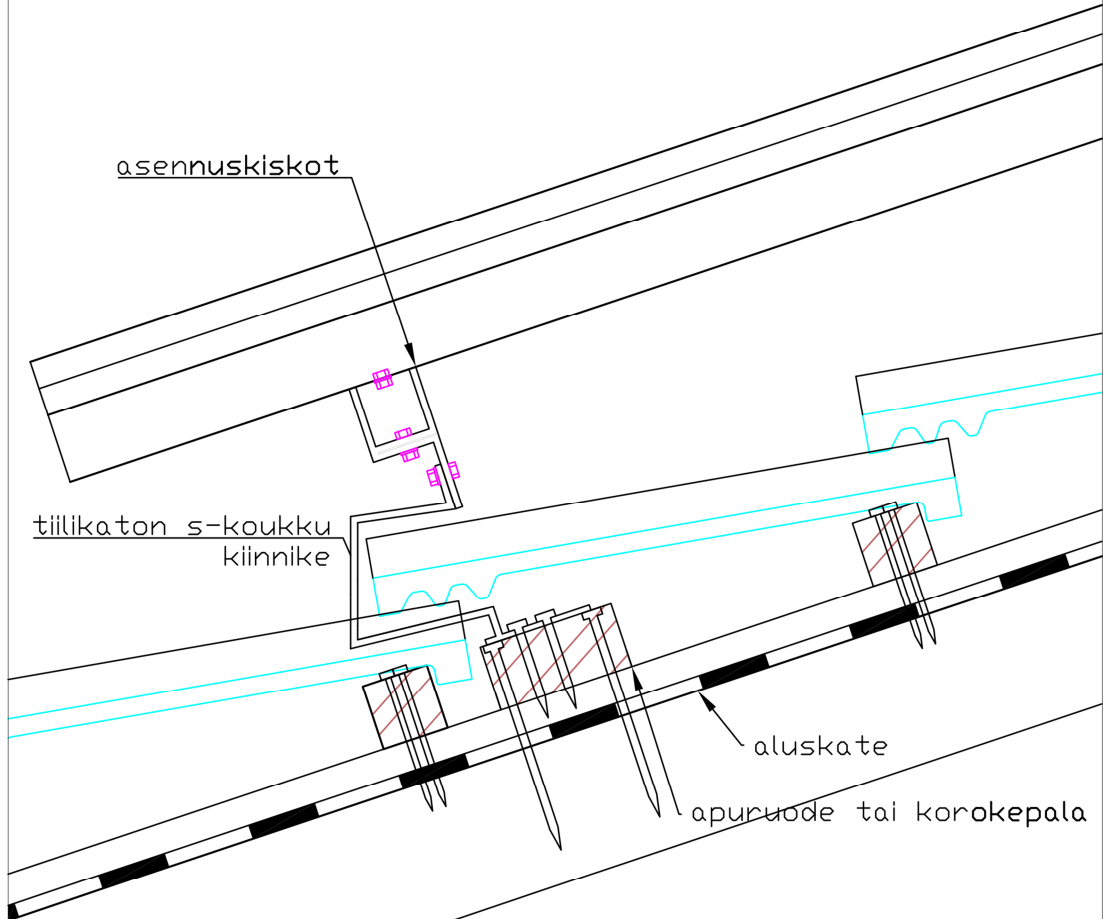 asennuskiskot
tiilikaton s-koukku
kiinnike
aluskate
apuruode tai korokepala